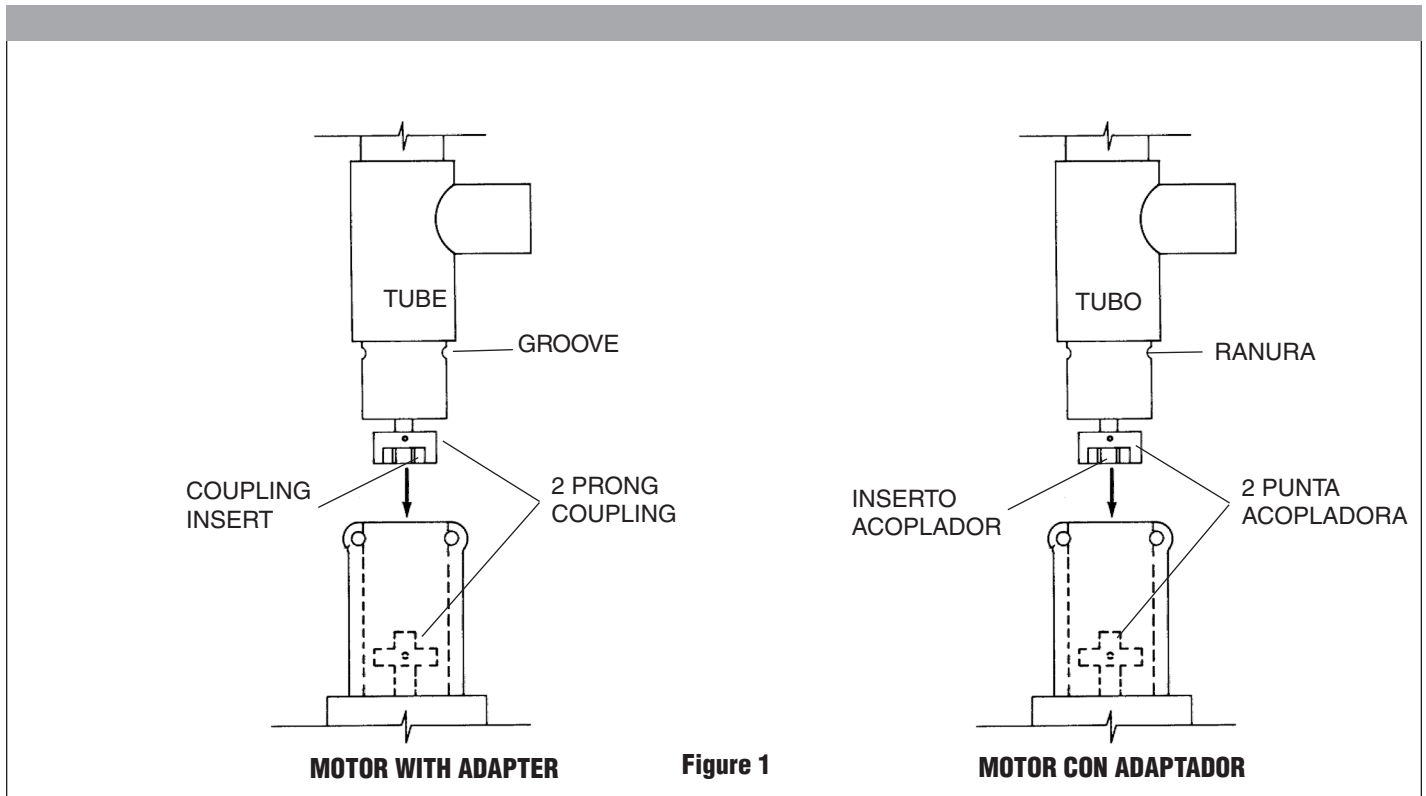 TUBE
GROOVE
COUPLING
INSERT
2 PRONG
COUPLING
MOTOR WITH ADAPTER
Figure 1
TUBO
RANURA
INSERTO
ACOPLADOR
2 PUNTA
ACOPLADORA
MOTOR CON ADAPTADOR